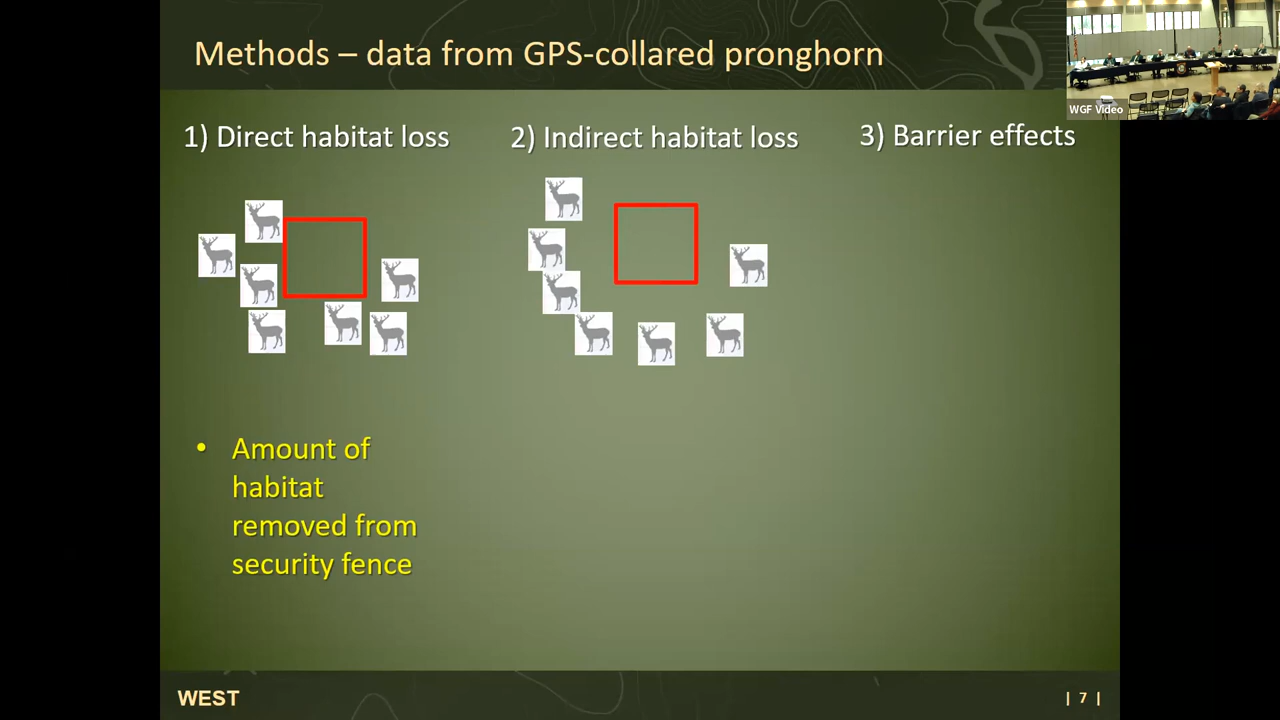 Methods – data from GPS-collared pronghorn
WGF Video
1) Direct habitat loss
2) Indirect habitat loss
3) Barrier effects
• Amount of
habitat
removed from
security fence
WEST
| 7 |